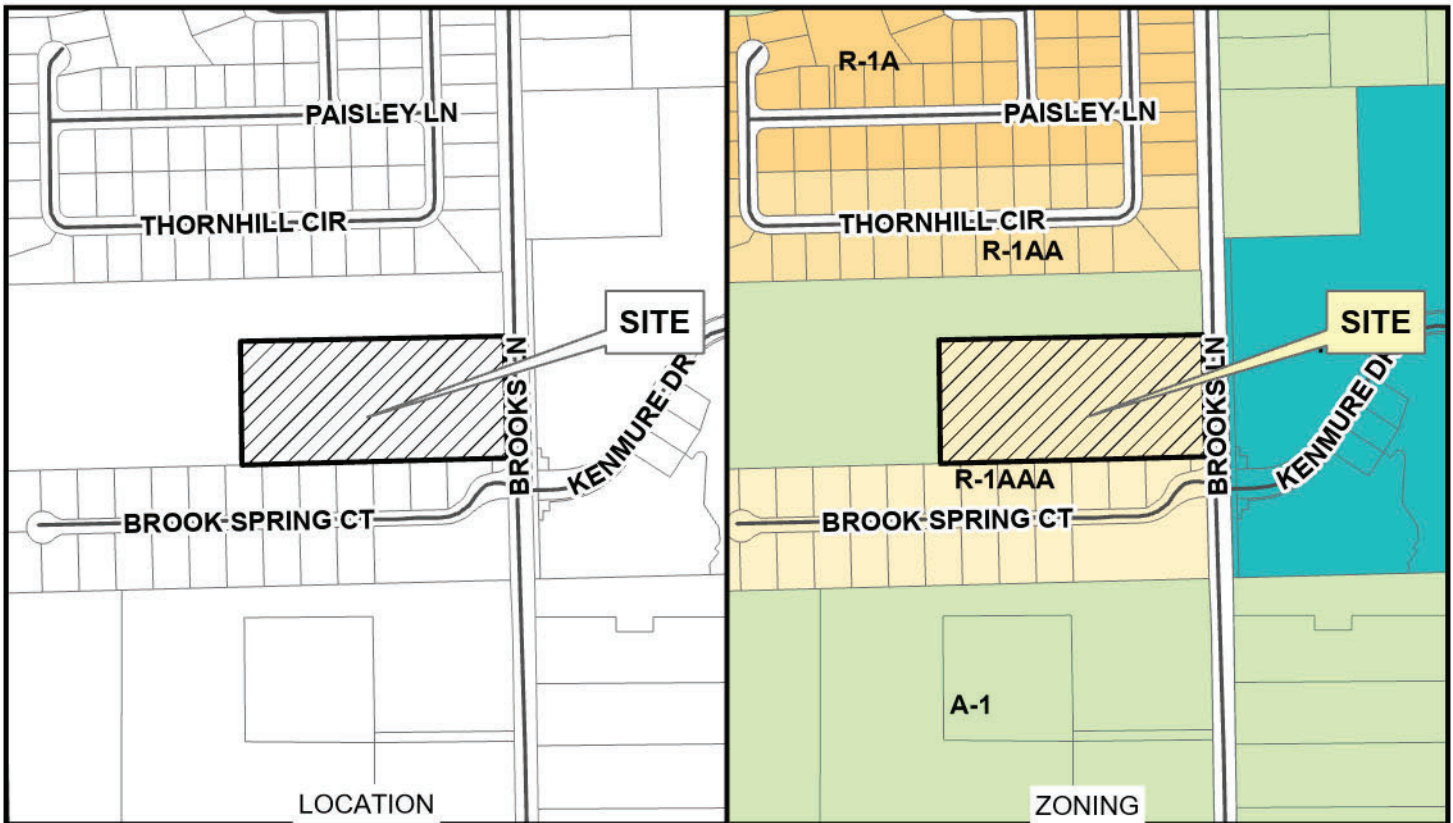 PAISLEY LN
THORNHILL CIR
SITE
BROOKS LN
KENMURE DR
BROOK SPRING CT
LOCATION
R-1A
PAISLEY LN
THORNHILL CIR
R-1AA
SITE
BROOKS LN
KENMURE DR
R-1AAA
BROOK SPRING CT
A-1
ZONING